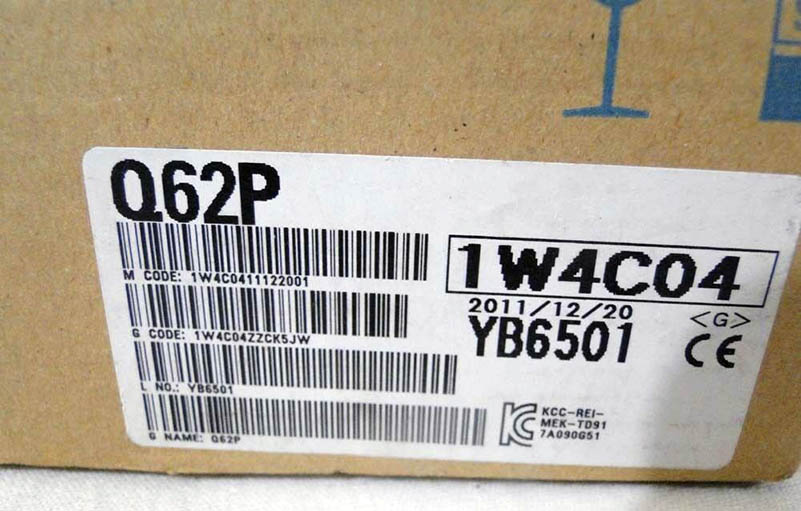 Q62P
M CODE: 1W4C0411122001
G CODE: 1W4C04ZZCK5JW
L NO.: YB6501
G NAME: Q62P
1W4C04
2011/12/20 <G>
YB6501 CE
KCC-REI-
MEK-TD91
7A090G51